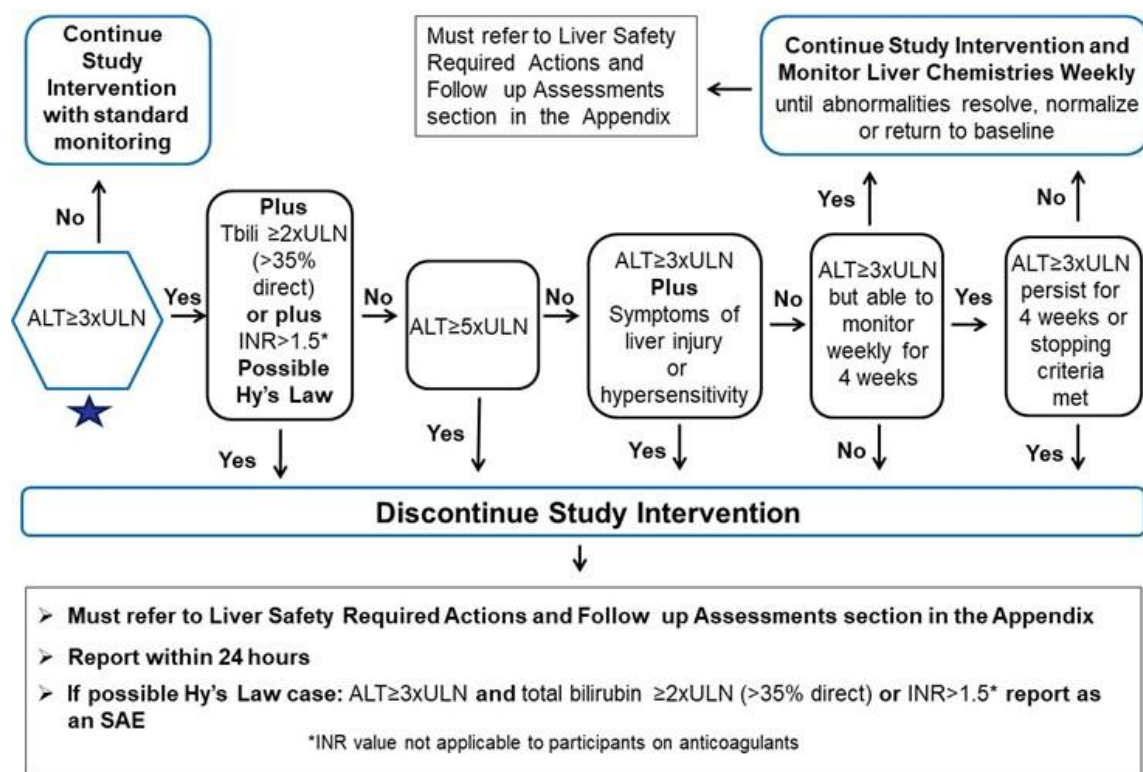 Continue
Study
Intervention
with standard
monitoring
Must refer to Liver Safety
Required Actions and
Follow up Assessments
section in the Appendix
Continue Study Intervention and
Monitor Liver Chemistries Weekly
until abnormalities resolve, normalize
or return to baseline
No
Yes
No
ALT≥3xULN
Yes
Plus
Tbili ≥2xULN
(>35%
direct)
or plus
INR>1.5*
Possible
Hy's Law
No
ALT≥5xULN
No
ALT≥3xULN
Plus
Symptoms of
liver injury
or
hypersensitivity
No
ALT≥3xULN
but able to
monitor
weekly for
4 weeks
Yes
ALT≥3xULN
persist for
4 weeks or
stopping
criteria
met
Yes
Yes
Yes
No
Yes
Discontinue Study Intervention
➢ Must refer to Liver Safety Required Actions and Follow up Assessments section in the Appendix
➢ Report within 24 hours
➢ If possible Hy's Law case: ALT≥3xULN and total bilirubin ≥2xULN (>35% direct) or INR>1.5* report as
an SAE
*INR value not applicable to participants on anticoagulants